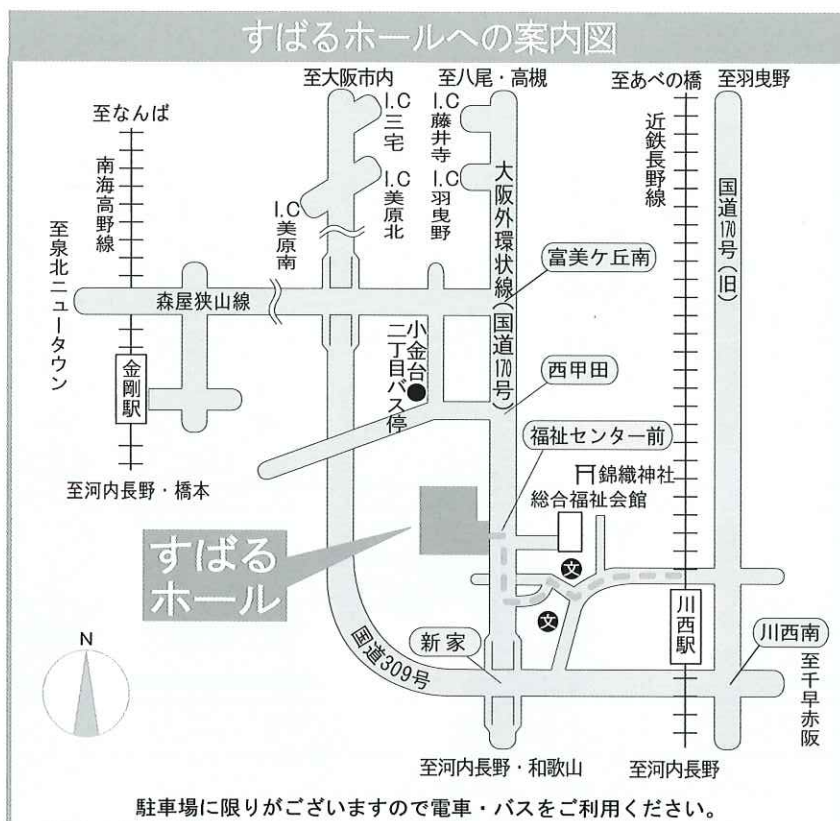 すばるホールへの案内図
至大阪市内
至八尾・高槻
至あべの橋
至羽曳野
至なんば
I.C三宅
I.C藤井寺
南海高野線
近鉄長野線
I.C美原北
I.C羽曳野
大阪外環状線(国道170号)
国道170号(旧)
I.C美原南
至泉北ニュータウン
富美ケ丘南
森屋狭山線
小金台
二丁目バス停
金剛駅
西甲田
福祉センター前
至河内長野・橋本
錦織神社
総合福祉会館
すばる
ホール
文
文
川西駅
N
新家
川西南
国道309号
至千早赤阪
至河内長野・和歌山
至河内長野
駐車場に限りがございますので電車・バスをご利用ください。